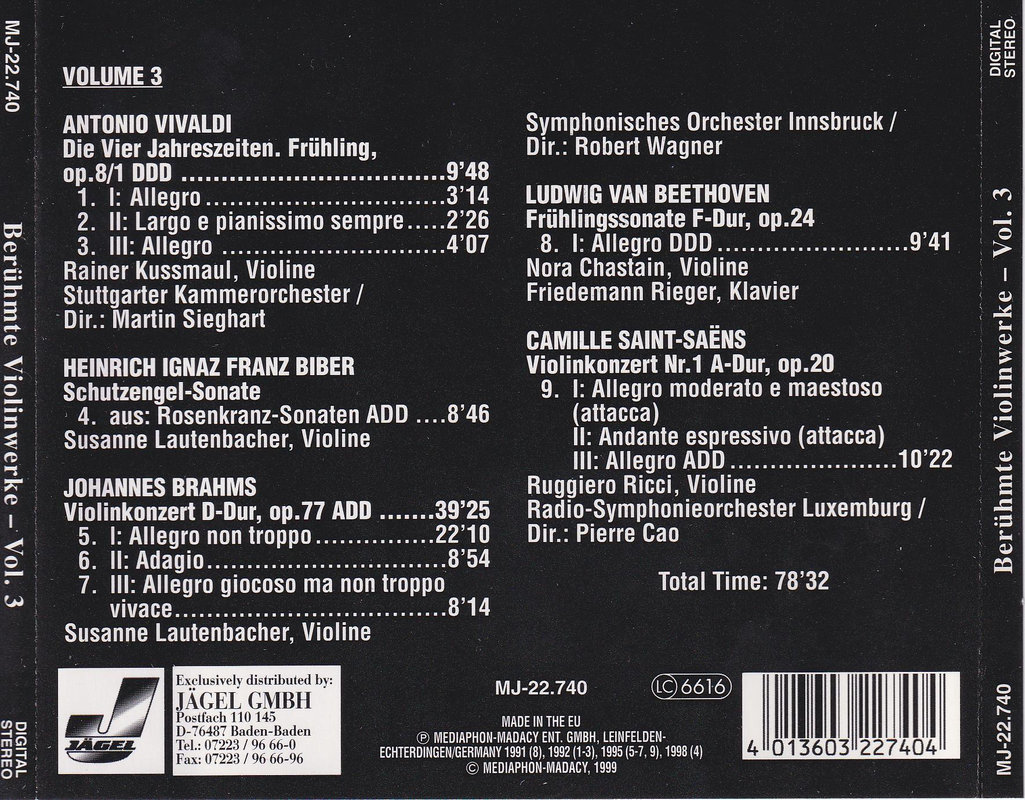 MJ-22.740
Berühmte Violinwerke – Vol. 3
DIGITAL
STEREO
VOLUME 3
ANTONIO VIVALDI
Die Vier Jahreszeiten. Frühling,
op.8/1 DDD ................................9'48
1. I: Allegro ..............................3'14
2. II: Largo e pianissimo sempre.....2'26
3. III: Allegro ............................4'07
Rainer Kussmaul, Violine
Stuttgarter Kammerorchester /
Dir.: Martin Sieghart
HEINRICH IGNAZ FRANZ BIBER
Schutzengel-Sonate
4. aus: Rosenkranz-Sonaten ADD ....8'46
Susanne Lautenbacher, Violine
JOHANNES BRAHMS
Violinkonzert D-Dur, op.77 ADD .......39'25
5. I: Allegro non troppo...............22'10
6. II: Adagio..................................8'54
7. III: Allegro giocoso ma non troppo
vivace.......................................8'14
Susanne Lautenbacher, Violine
Symphonisches Orchester Innsbruck /
Dir.: Robert Wagner
LUDWIG VAN BEETHOVEN
Frühlingssonate F-Dur, op.24
8. I: Allegro DDD........................9'41
Nora Chastain, Violine
Friedemann Rieger, Klavier
CAMILLE SAINT-SAËNS
Violinkonzert Nr.1 A-Dur, op.20
9. I: Allegro moderato e maestoso
(attacca)
II: Andante espressivo (attacca)
III: Allegro ADD.....................10'22
Ruggiero Ricci, Violine
Radio-Symphonieorchester Luxemburg /
Dir.: Pierre Cao
Total Time: 78'32
JÄGEL
Exclusively distributed by:
JÄGEL GMBH
Postfach 110 145
D-76487 Baden-Baden
Tel.: 07223 / 96 66-0
Fax: 07223 / 96 66-96
MJ-22.740
LC 6616
MADE IN THE EU
℗ MEDIAPHON-MADACY ENT. GMBH, LEINFELDEN-
ECHTERDINGEN/GERMANY 1991 (8), 1992 (1-3), 1995 (5-7, 9), 1998 (4)
© MEDIAPHON-MADACY, 1999
4 013603 227404
DIGITAL
STEREO
Berühmte Violinwerke – Vol. 3
MJ-22.740